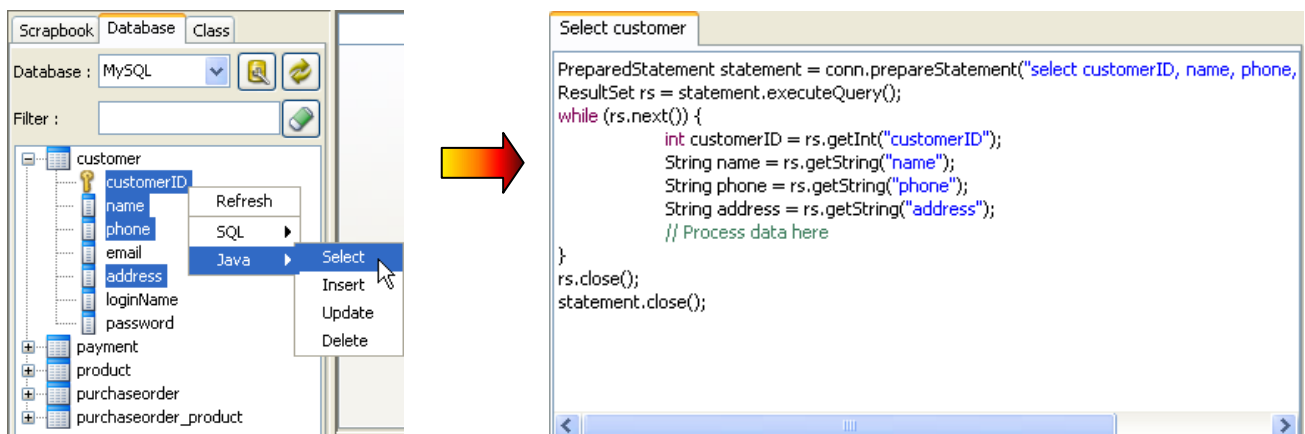 Scrapbook Database Class
Database : MySQL
Filter :
customer
customerID
name
phone
email
address
loginName
password
payment
product
purchaseorder
purchaseorder_product
Refresh
SQL
Java
Select
Insert
Update
Delete
Select customer
PreparedStatement statement = conn.prepareStatement("select customerID, name, phone,
ResultSet rs = statement.executeQuery();
while (rs.next()) {
int customerID = rs.getInt("customerID");
String name = rs.getString("name");
String phone = rs.getString("phone");
String address = rs.getString("address");
// Process data here
}
rs.close();
statement.close();